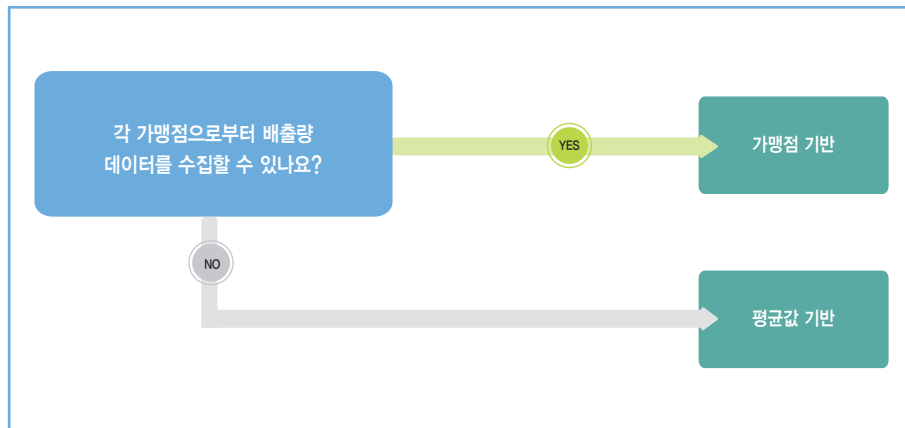 각 가맹점으로부터 배출량
데이터를 수집할 수 있나요?
YES
가맹점 기반
NO
평균값 기반